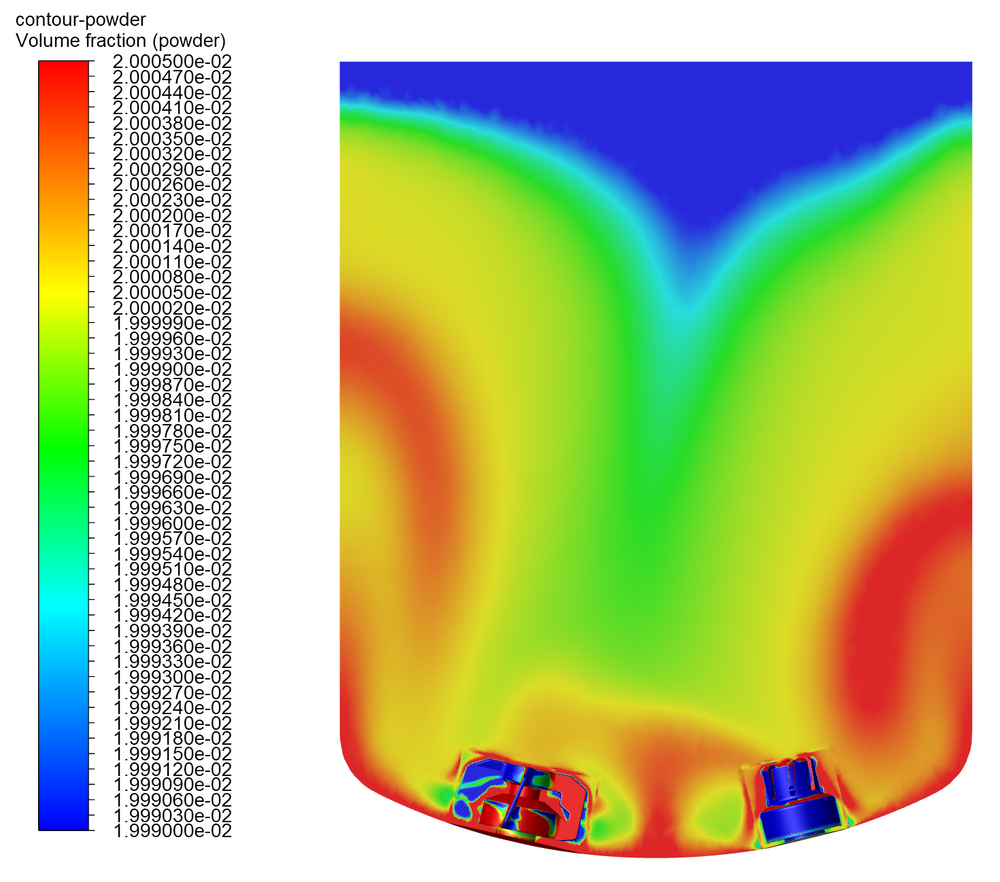 contour-powder
Volume fraction (powder)
2.000500e-02
2.000470e-02
2.000440e-02
2.000410e-02
2.000380e-02
2.000350e-02
2.000320e-02
2.000290e-02
2.000260e-02
2.000230e-02
2.000200e-02
2.000170e-02
2.000140e-02
2.000110e-02
2.000080e-02
2.000050e-02
2.000020e-02
1.999990e-02
1.999960e-02
1.999930e-02
1.999900e-02
1.999870e-02
1.999840e-02
1.999810e-02
1.999780e-02
1.999750e-02
1.999720e-02
1.999690e-02
1.999660e-02
1.999630e-02
1.999600e-02
1.999570e-02
1.999540e-02
1.999510e-02
1.999480e-02
1.999450e-02
1.999420e-02
1.999390e-02
1.999360e-02
1.999330e-02
1.999300e-02
1.999270e-02
1.999240e-02
1.999210e-02
1.999180e-02
1.999150e-02
1.999120e-02
1.999090e-02
1.999060e-02
1.999030e-02
1.999000e-02